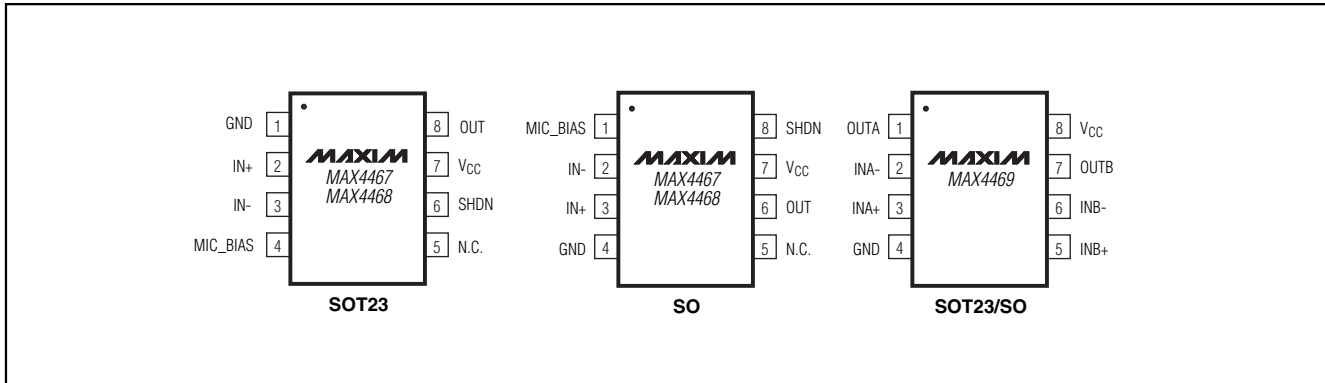 GND 1
IN+ 2
IN- 3
MIC_BIAS 4
MAXIM
MAX4467
MAX4468
8 OUT
7 VCC
6 SHDN
5 N.C.
SOT23
MIC_BIAS 1
IN- 2
IN+ 3
GND 4
MAXIM
MAX4467
MAX4468
8 SHDN
7 VCC
6 OUT
5 N.C.
SO
OUTA 1
INA- 2
INA+ 3
GND 4
MAXIM
MAX4469
8 VCC
7 OUTB
6 INB-
5 INB+
SOT23/SO